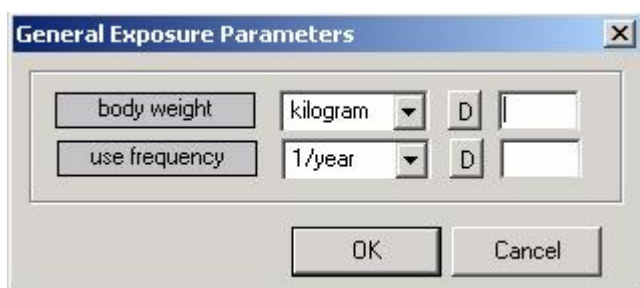 General Exposure Parameters
body weight kilogram D
use frequency 1/year D
OK Cancel